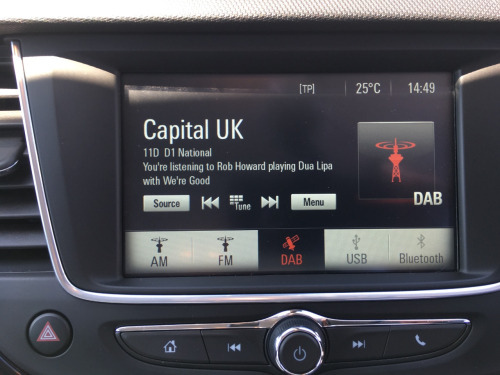 [TP] 25°C 14:49
Capital UK
11D D1 National
You're listening to Rob Howard playing Dua Lipa
with We're Good
DAB
Source Tune Menu
AM FM DAB USB Bluetooth